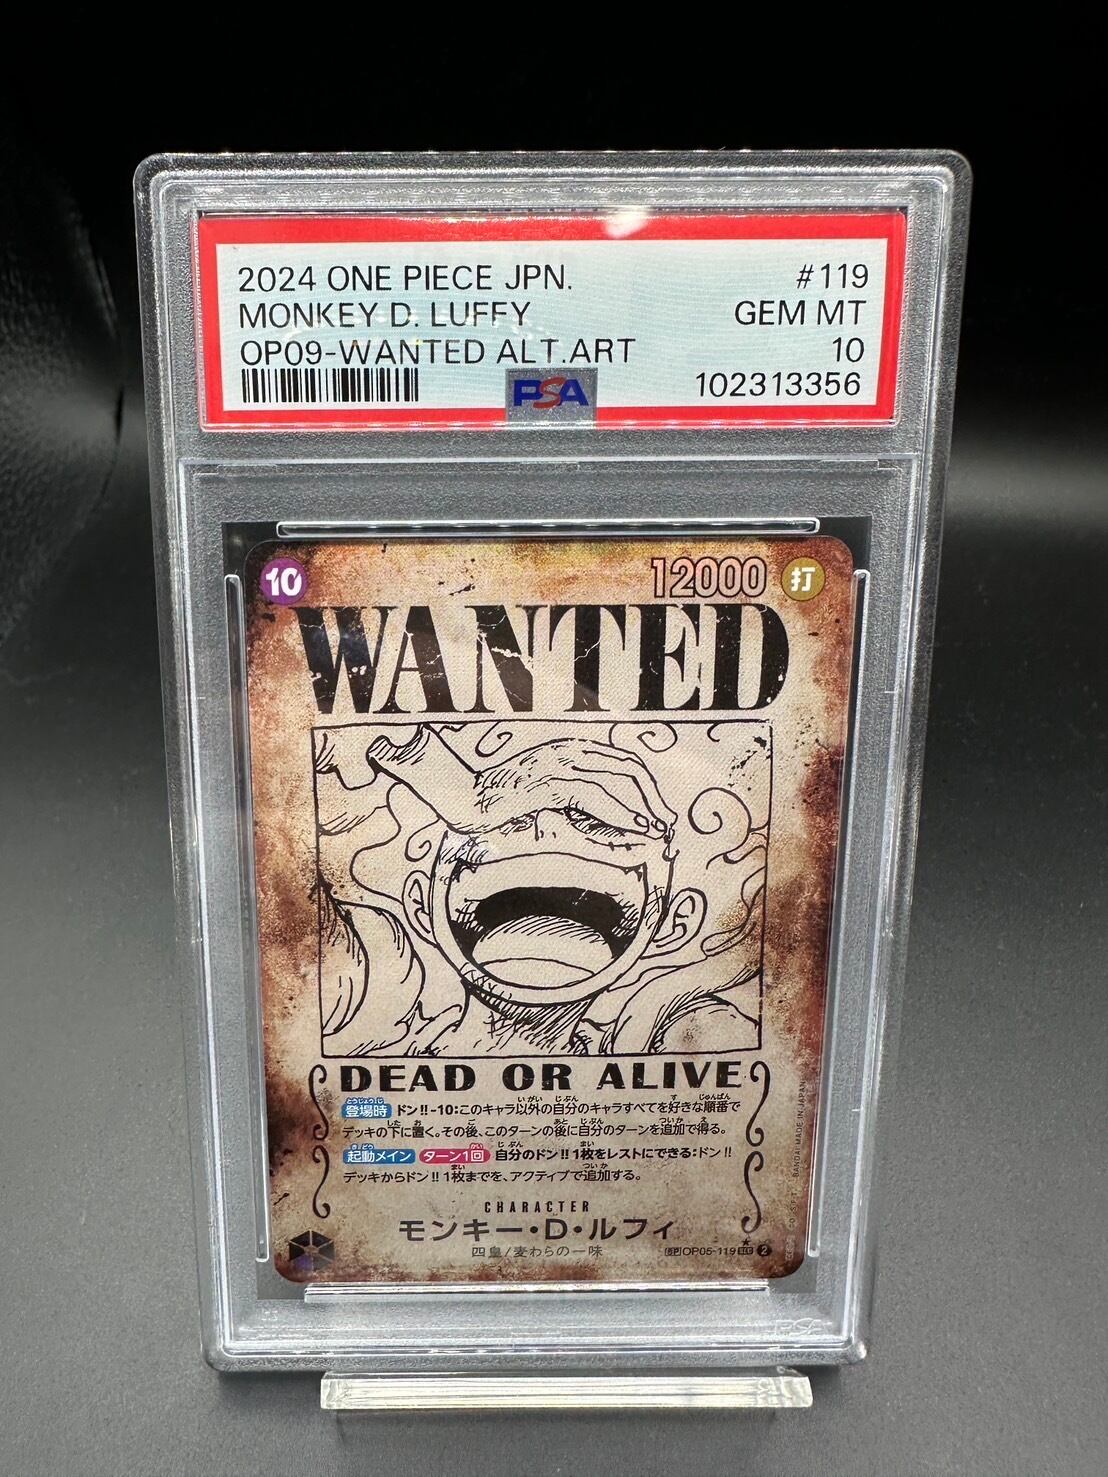 2024 ONE PIECE JPN. #119
MONKEY D. LUFFY GEM MT
OP09-WANTED ALT.ART 10
PSA 102313356
10 12000 打
WANTED
DEAD OR ALIVE
登場時 ドン!!-10:このキャラ以外の自分のキャラすべてを好きな順番で
デッキの下に置く。その後、このターンの後に自分のターンを追加で得る。
起動メイン ターン1回 自分のドン!!1枚をレストにできる:ドン!!
デッキからドン!!1枚までを、アクティブで追加する。
CHARACTER
モンキー・D・ルフィ
四皇/麦わらの一味
SP OP05-119 SEC 2
BANDAI MADE IN JAPAN